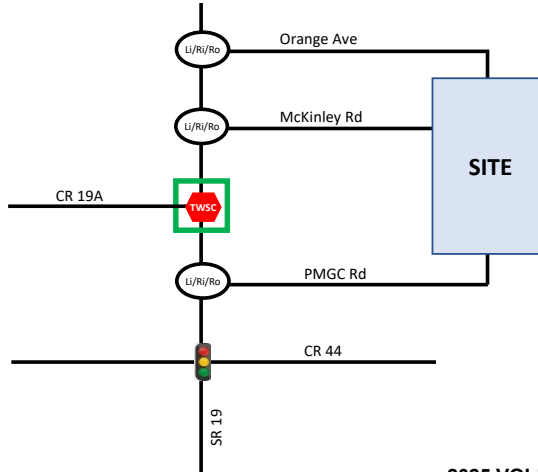 Orange Ave
Li/Ri/Ro
McKinley Rd
Li/Ri/Ro
SITE
CR 19A
TWSC
PMGC Rd
Li/Ri/Ro
CR 44
SR 19